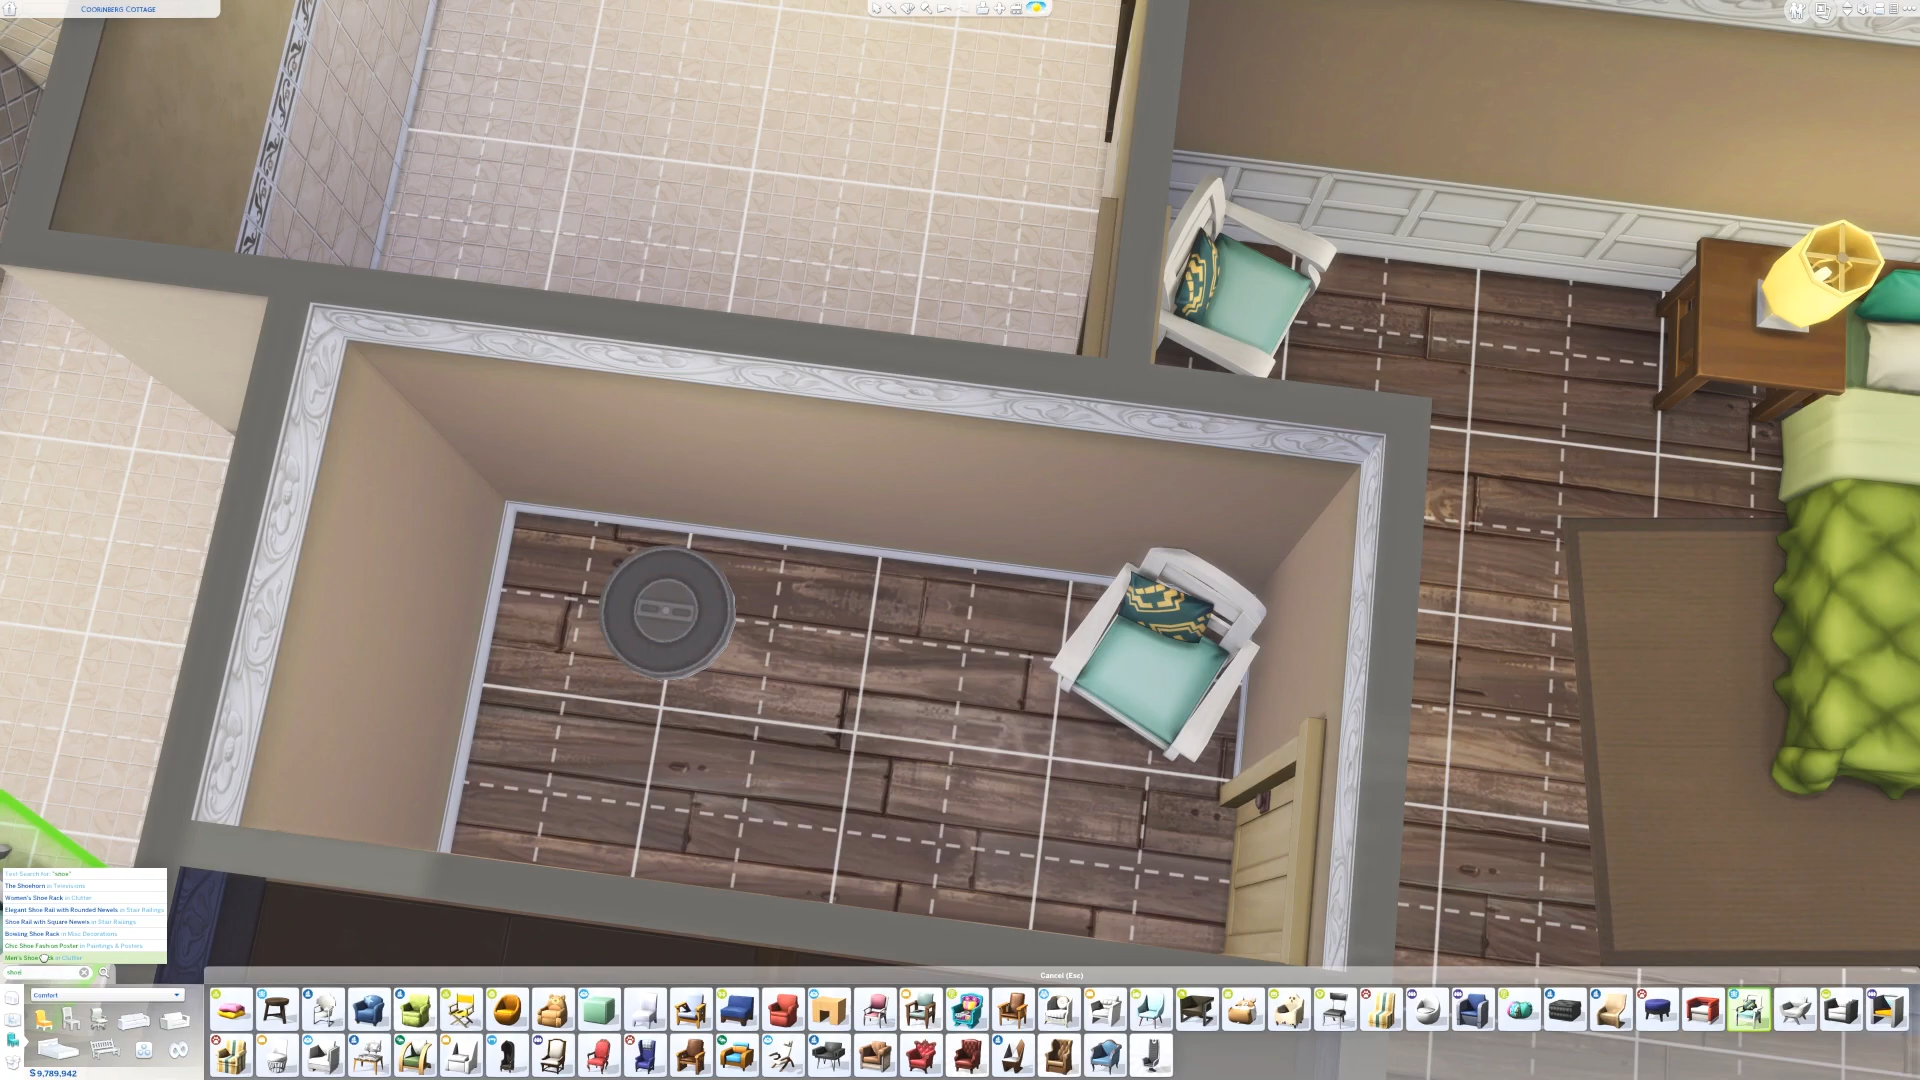 Coorinberg Cottage
Text Search for: "shoe"
The Shoehorn in Televisions
Women's Shoe Rack in Clutter
Elegant Shoe Rail with Rounded Newels in Stair Railings
Shoe Rail with Square Newels in Stair Railings
Bowling Shoe Rack in Misc Decorations
Chic Shoe Fashion Poster in Paintings & Posters
Men's Shoe in Clutter
shoe
Cancel (Esc)
Comfort
§9,789,942